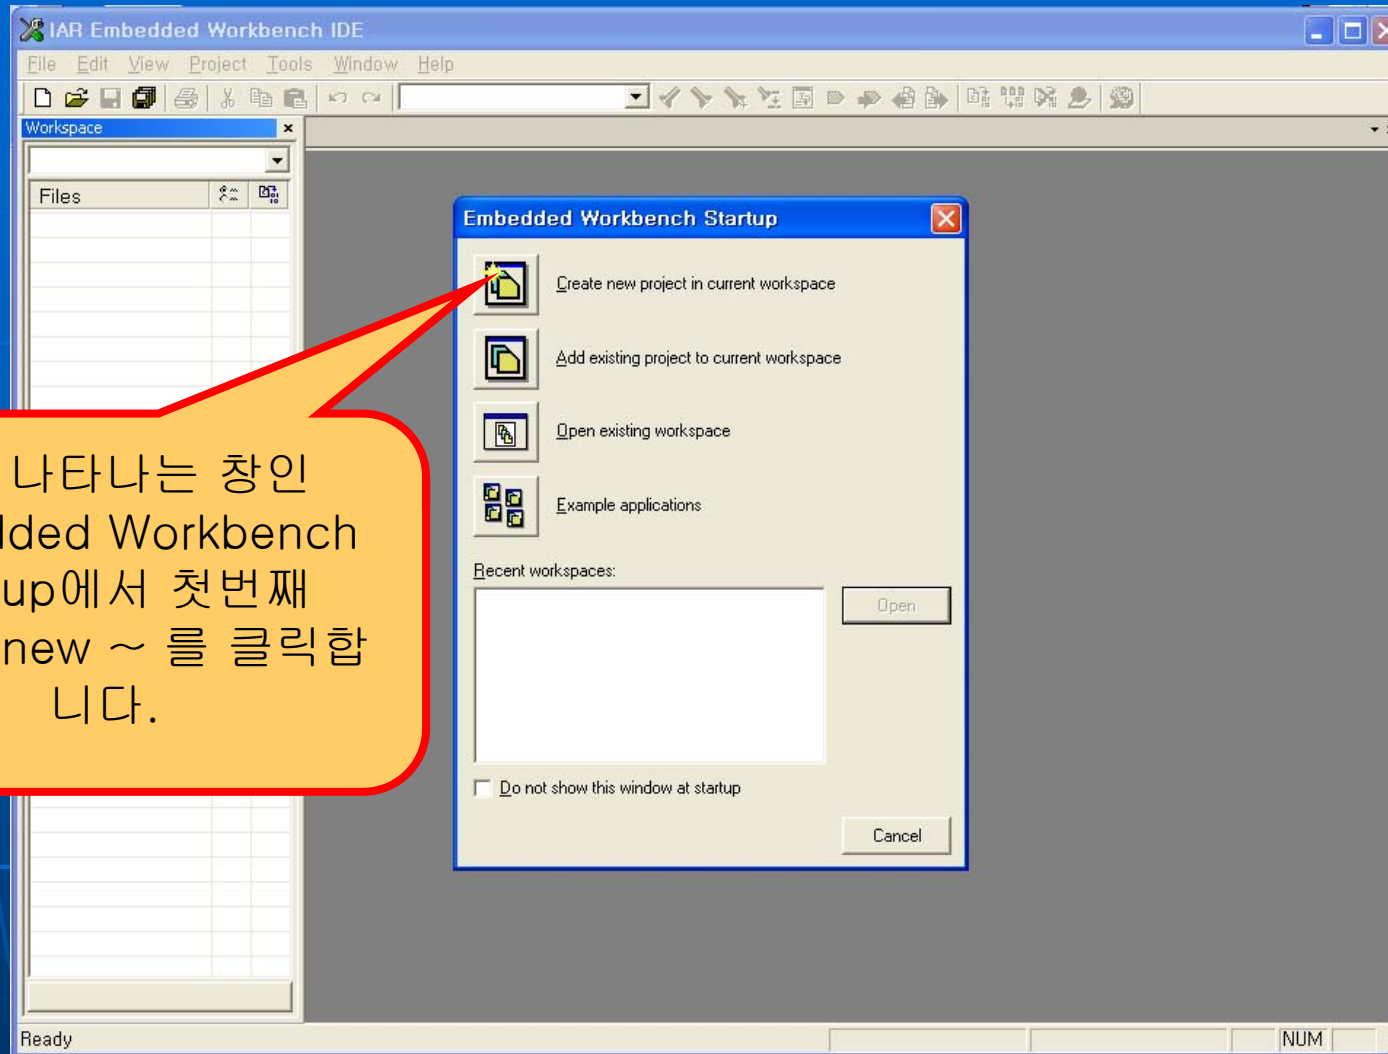 IAR Embedded Workbench IDE
File Edit View Project Tools Window Help
Workspace
Files
Embedded Workbench Startup
Create new project in current workspace
Add existing project to current workspace
Open existing workspace
Example applications
Recent workspaces:
Open
Do not show this window at startup
Cancel
나타나는 창인
Workbench
up에서 첫번째
new ~ 를 클릭합
니다.
Ready
NUM